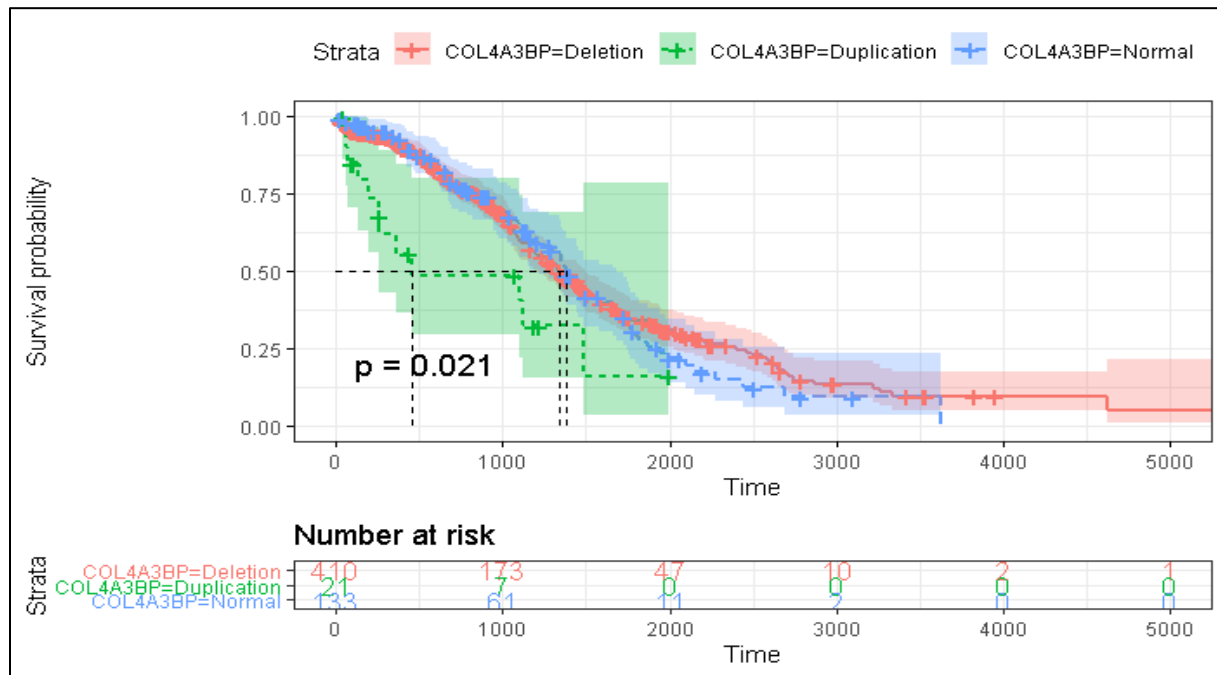 Strata COL4A3BP=Deletion COL4A3BP=Duplication COL4A3BP=Normal
Survival probability
1.00
0.75
0.50
0.25
0.00
p = 0.021
0 1000 2000 3000 4000 5000
Time
Number at risk
Strata
COL4A3BP=Deletion 410 173 47 10 2 1
COL4A3BP=Duplication 21 7 0 0 0 0
COL4A3BP=Normal 133 61 11 2 0 0
0 1000 2000 3000 4000 5000
Time